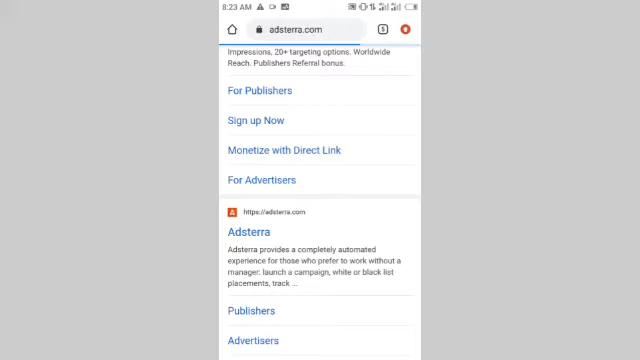 8:23 AM
adsterra.com
5
Impressions, 20+ targeting options. Worldwide
Reach. Publishers Referral bonus.
For Publishers
Sign up Now
Monetize with Direct Link
For Advertisers
https://adsterra.com
Adsterra
Adsterra provides a completely automated
experience for those who prefer to work without a
manager: launch a campaign, white or black list
placements, track ...
Publishers
Advertisers